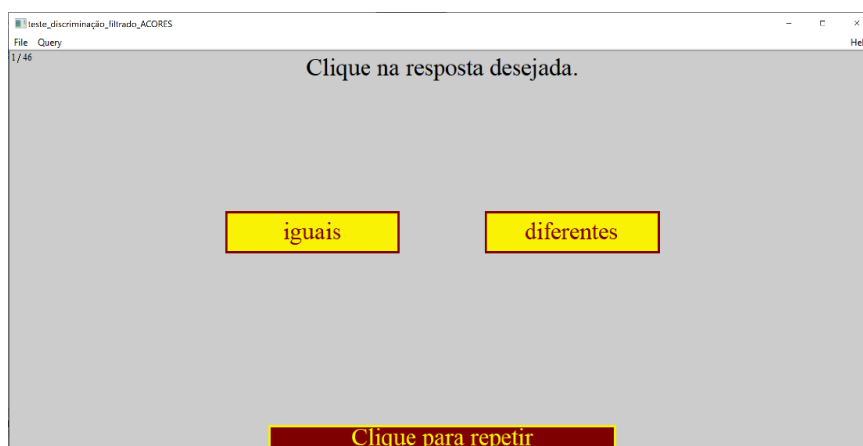 teste_discriminação_filtrado_ACORES
File Query
Hel
1/46
Clique na resposta desejada.
iguais diferentes
Clique para repetir